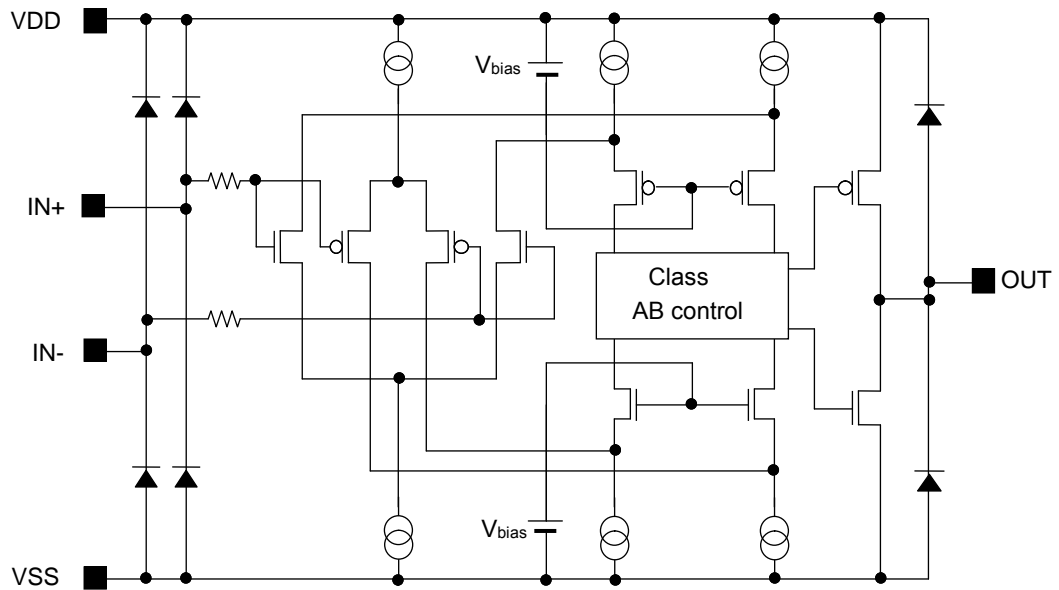 VDD
Vbias
IN+
Class
AB control
OUT
IN-
Vbias
VSS